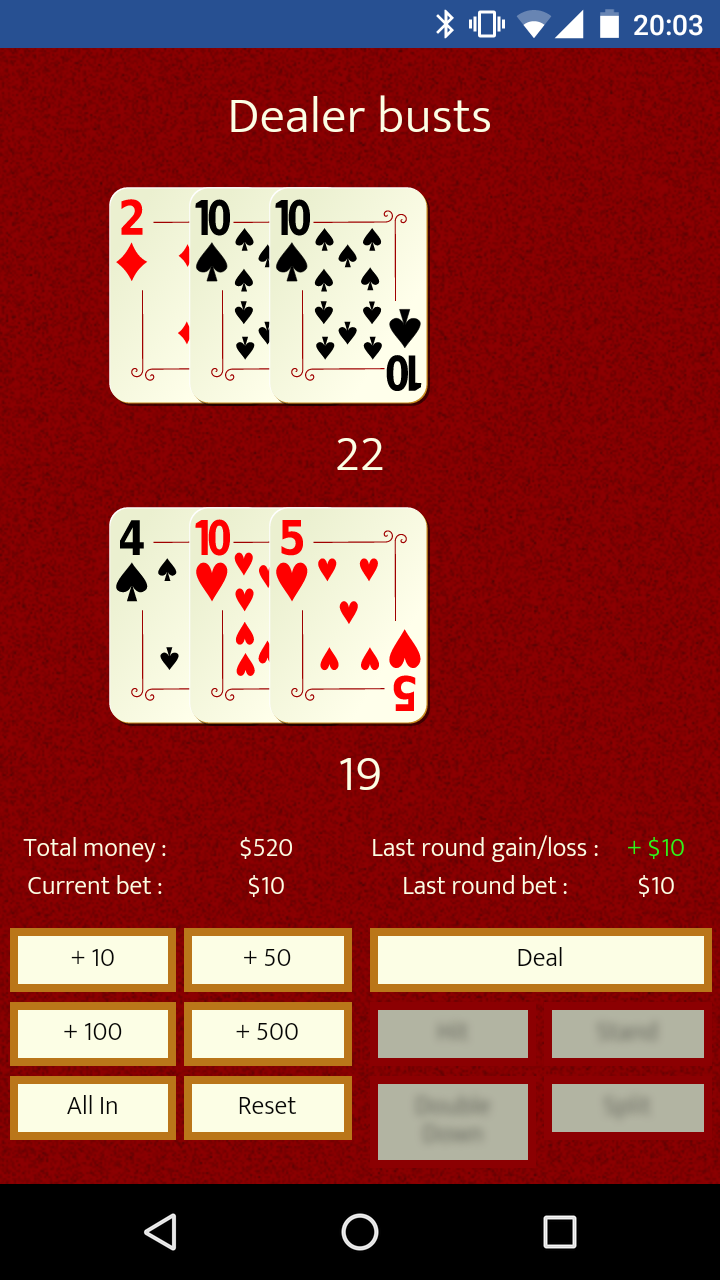 20:03
Dealer busts
2 10 10
10
22
4 10 5
5
19
Total money : $520 Last round gain/loss : + $10
Current bet : $10 Last round bet : $10
+ 10 + 50 Deal
+ 100 + 500 Hit Stand
All In Reset Double Down Split